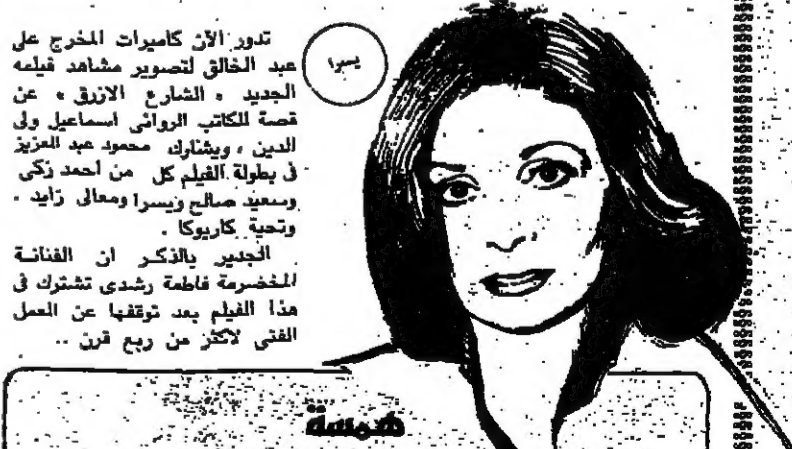 تدور الآن كاميرات المخرج على
عبد الخالق لتصوير مشاهد فيلمه
الجديد « الشارع الازرق » عن
قصة للكاتب الروائى اسماعيل ولى
الدين ، ويشارك محمود عبد العزيز
فى بطولة الفيلم كل من احمد زكى
وسعيد صالح ويسرا ومعالى زايد .
وتحية كاريوكا .
الجدير بالذكر ان الفنانة
المخضرمة فاطمة رشدى تشترك فى
هذا الفيلم بعد توقفها عن العمل
الفنى لاكثر من ربع قرن ..
يسرا
همسة